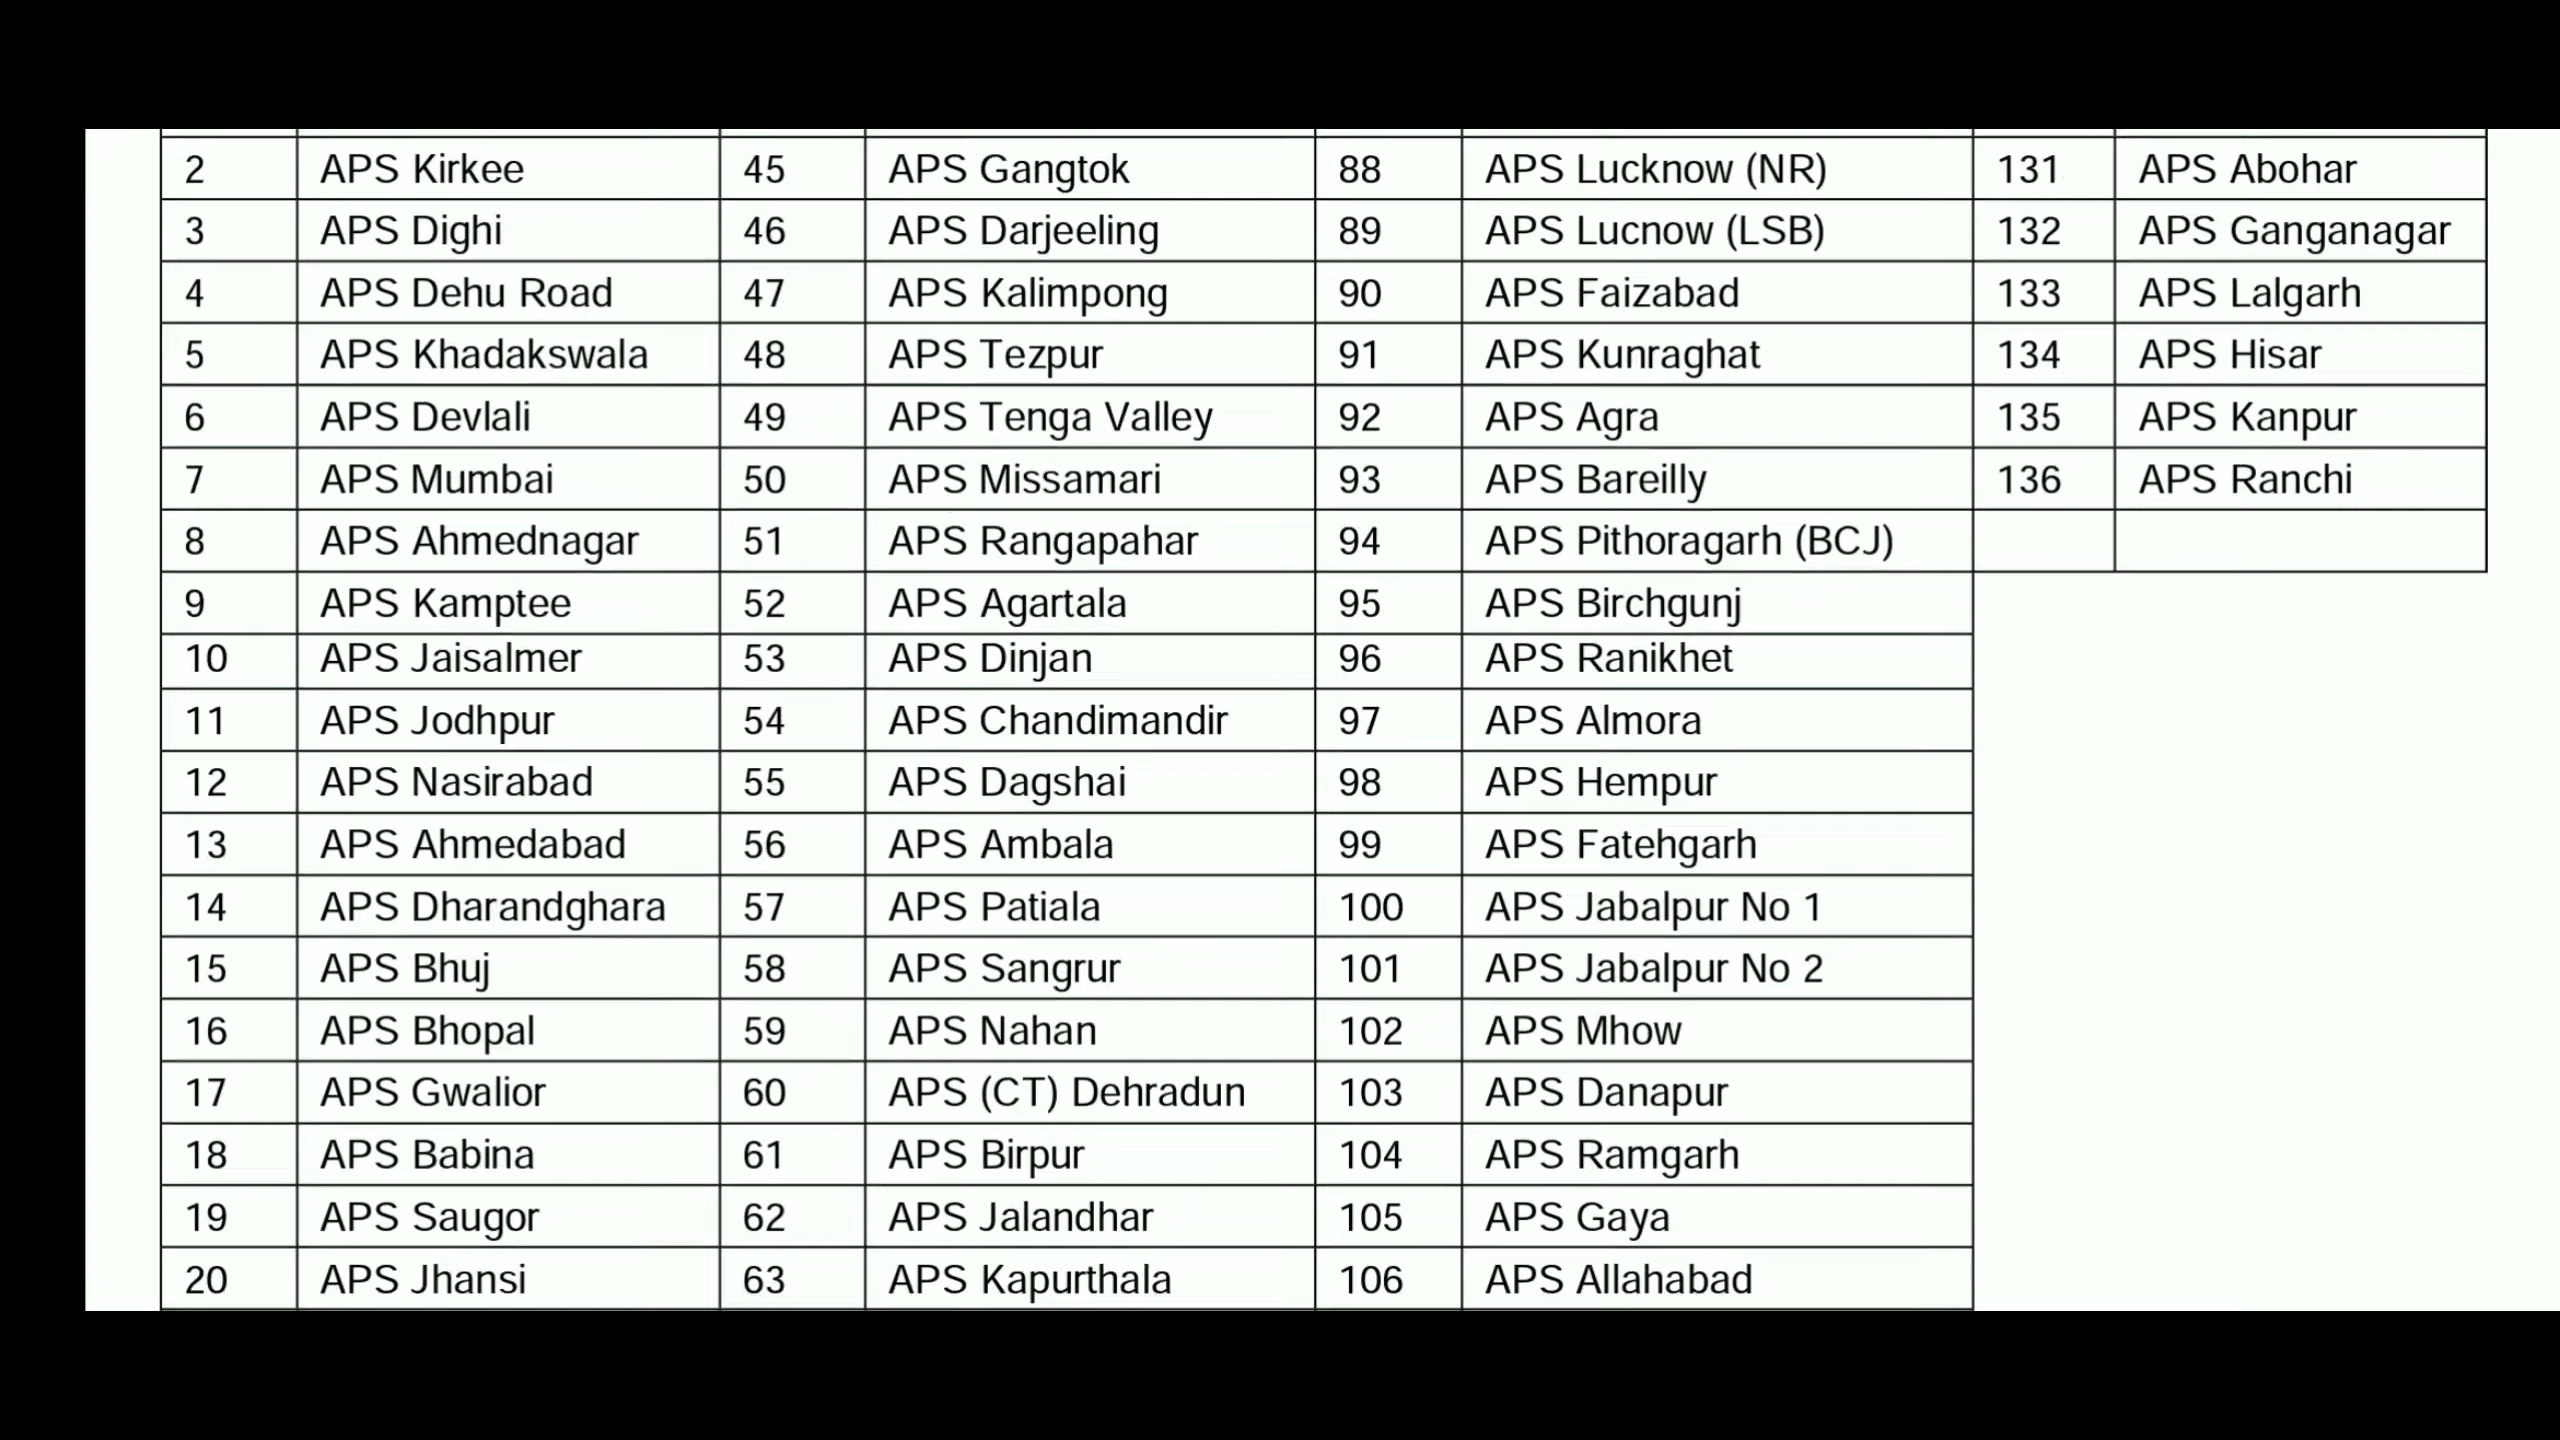 2 APS Kirkee 45 APS Gangtok 88 APS Lucknow (NR) 131 APS Abohar
3 APS Dighi 46 APS Darjeeling 89 APS Lucnow (LSB) 132 APS Ganganagar
4 APS Dehu Road 47 APS Kalimpong 90 APS Faizabad 133 APS Lalgarh
5 APS Khadakswala 48 APS Tezpur 91 APS Kunraghat 134 APS Hisar
6 APS Devlali 49 APS Tenga Valley 92 APS Agra 135 APS Kanpur
7 APS Mumbai 50 APS Missamari 93 APS Bareilly 136 APS Ranchi
8 APS Ahmednagar 51 APS Rangapahar 94 APS Pithoragarh (BCJ)
9 APS Kamptee 52 APS Agartala 95 APS Birchgunj
10 APS Jaisalmer 53 APS Dinjan 96 APS Ranikhet
11 APS Jodhpur 54 APS Chandimandir 97 APS Almora
12 APS Nasirabad 55 APS Dagshai 98 APS Hempur
13 APS Ahmedabad 56 APS Ambala 99 APS Fatehgarh
14 APS Dharandghara 57 APS Patiala 100 APS Jabalpur No 1
15 APS Bhuj 58 APS Sangrur 101 APS Jabalpur No 2
16 APS Bhopal 59 APS Nahan 102 APS Mhow
17 APS Gwalior 60 APS (CT) Dehradun 103 APS Danapur
18 APS Babina 61 APS Birpur 104 APS Ramgarh
19 APS Saugor 62 APS Jalandhar 105 APS Gaya
20 APS Jhansi 63 APS Kapurthala 106 APS Allahabad